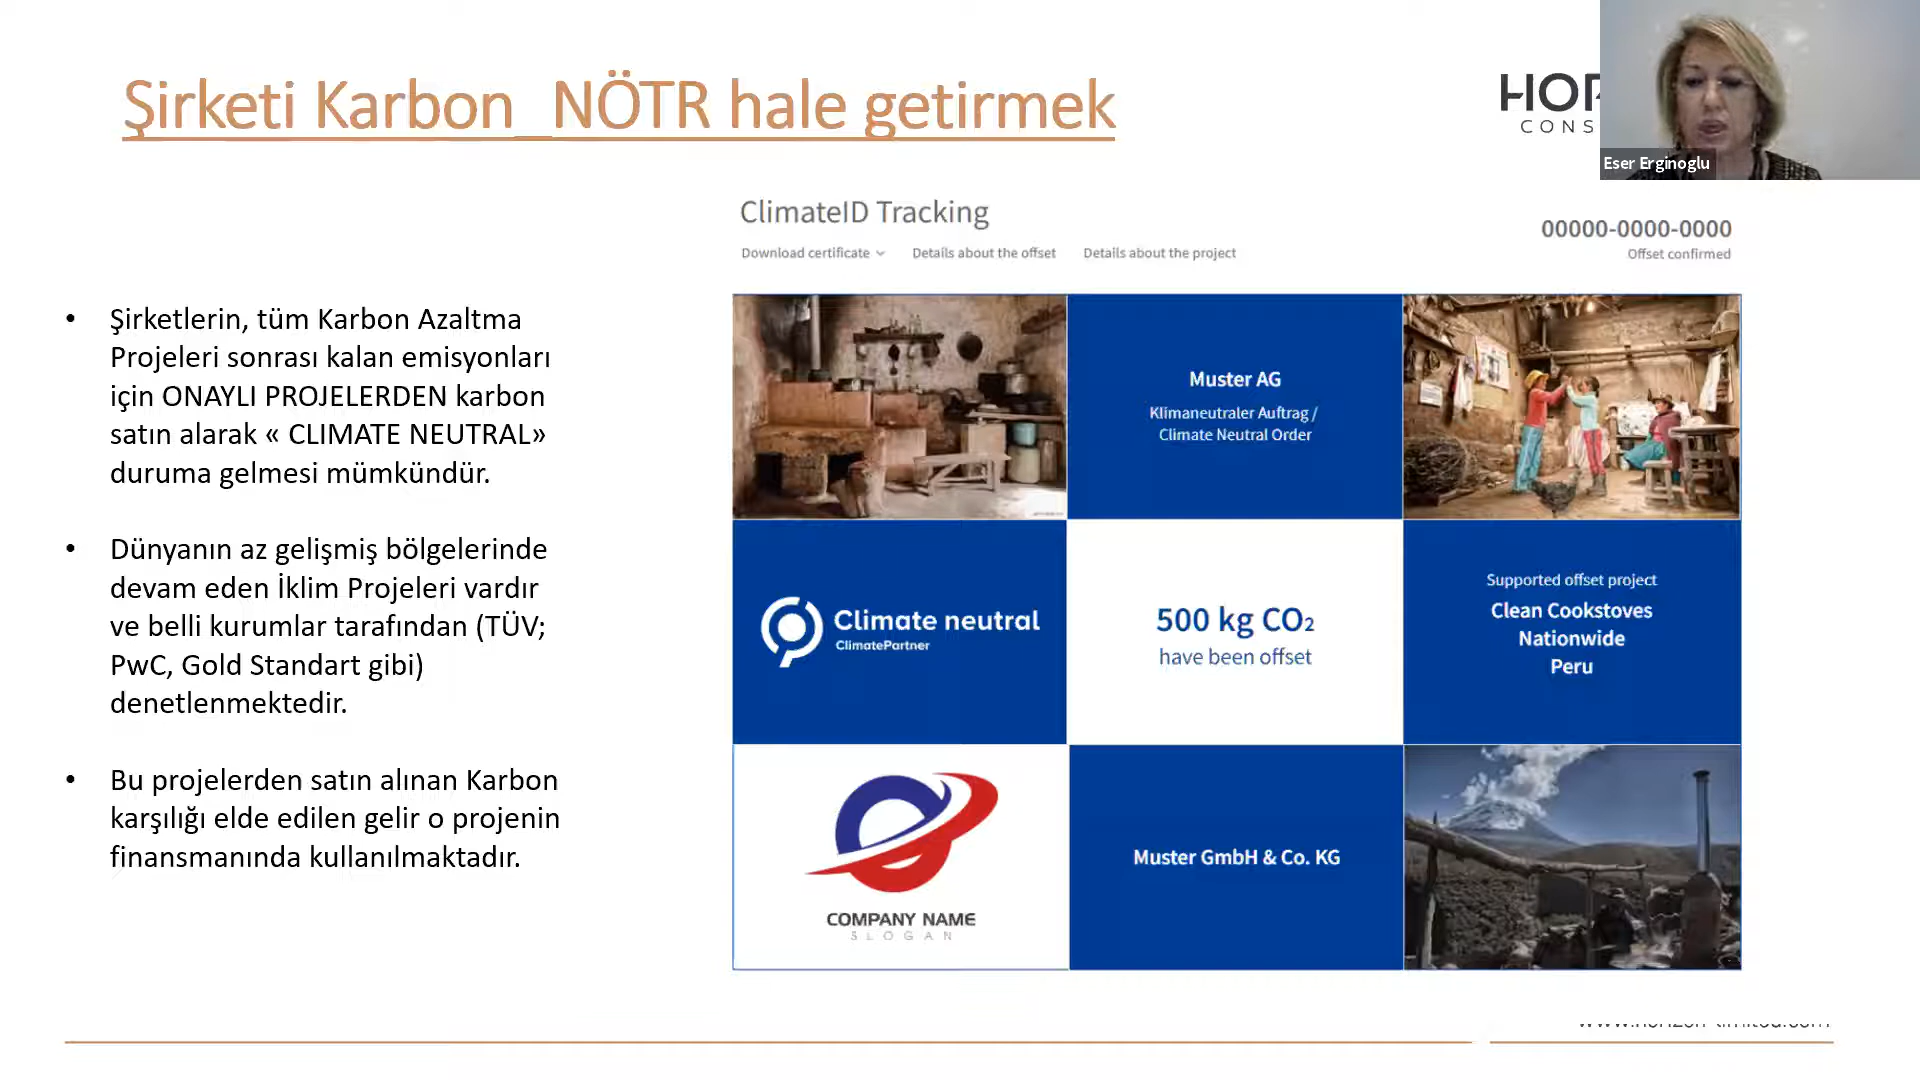 Şirketi Karbon_NÖTR hale getirmek
CONS
Eser Erginoglu
ClimateID Tracking
Download certificate
Details about the offset
Details about the project
00000-0000-0000
Offset confirmed
• Şirketlerin, tüm Karbon Azaltma
Projeleri sonrası kalan emisyonları
için ONAYLI PROJELERDEN karbon
satın alarak « CLIMATE NEUTRAL»
duruma gelmesi mümkündür.
• Dünyanın az gelişmiş bölgelerinde
devam eden İklim Projeleri vardır
ve belli kurumlar tarafından (TÜV;
PwC, Gold Standart gibi)
denetlenmektedir.
• Bu projelerden satın alınan Karbon
karşılığı elde edilen gelir o projenin
finansmanında kullanılmaktadır.
Muster AG
Klimaneutraler Auftrag /
Climate Neutral Order
Climate neutral
ClimatePartner
500 kg CO₂
have been offset
Supported offset project
Clean Cookstoves
Nationwide
Peru
COMPANY NAME
SLOGAN
Muster GmbH & Co. KG